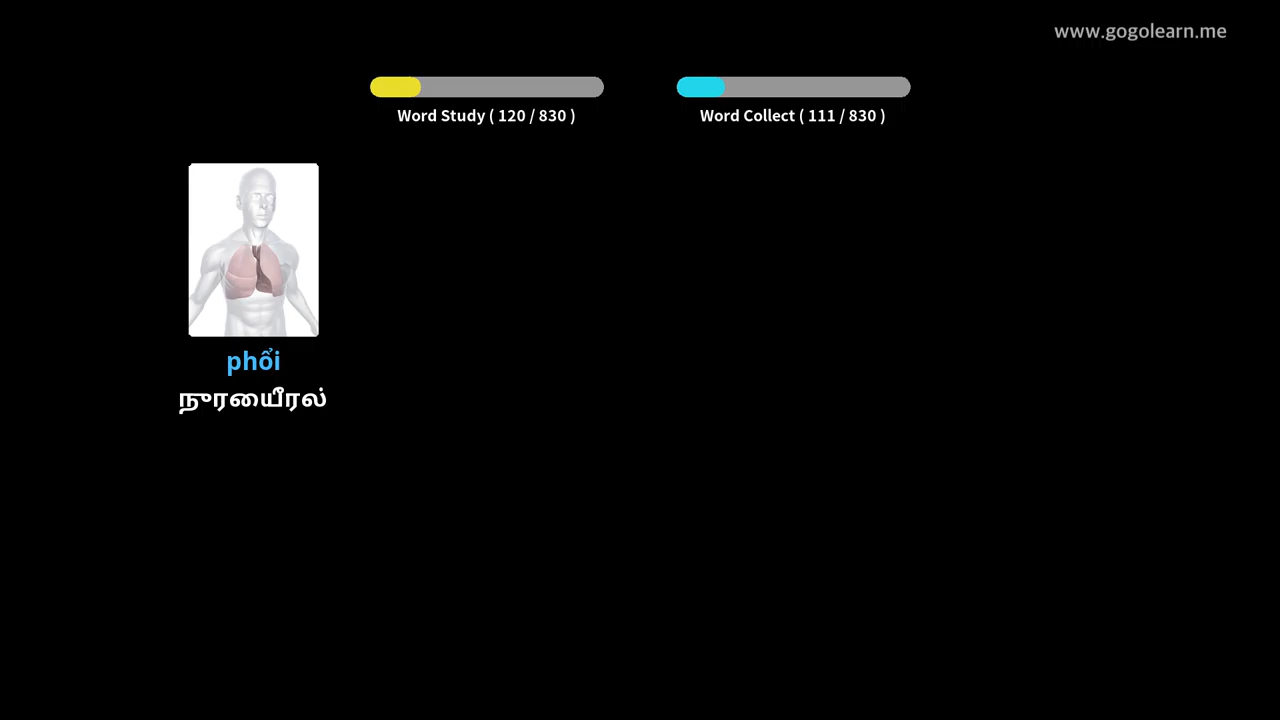 www.gogolearn.me
Word Study ( 120 / 830 )
Word Collect ( 111 / 830 )
phổi
நுரையீரல்